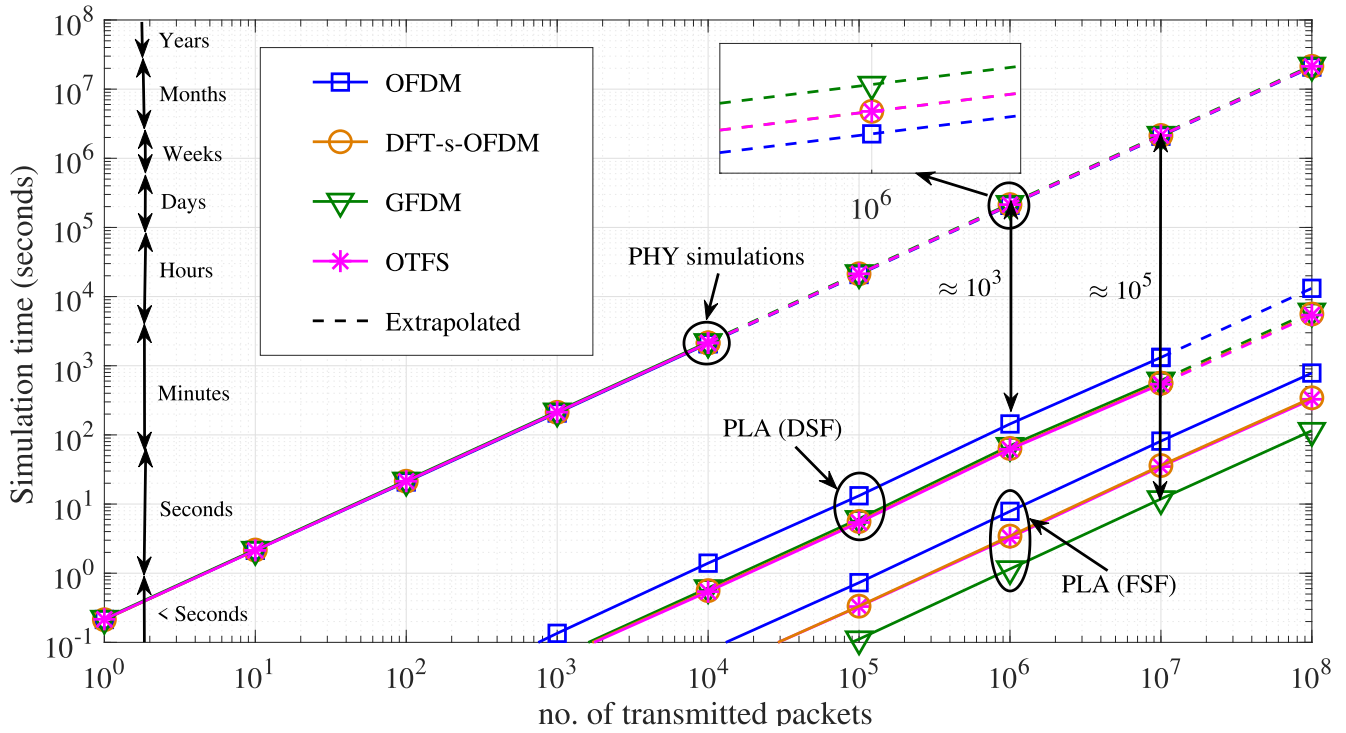 Simulation time (seconds)
10^8
10^7
10^6
10^5
10^4
10^3
10^2
10^1
10^0
10^-1
Years
Months
Weeks
Days
Hours
Minutes
Seconds
< Seconds
OFDM
DFT-s-OFDM
GFDM
OTFS
Extrapolated
10^6
PHY simulations
≈ 10^3
≈ 10^5
PLA (DSF)
PLA (FSF)
10^0 10^1 10^2 10^3 10^4 10^5 10^6 10^7 10^8
no. of transmitted packets